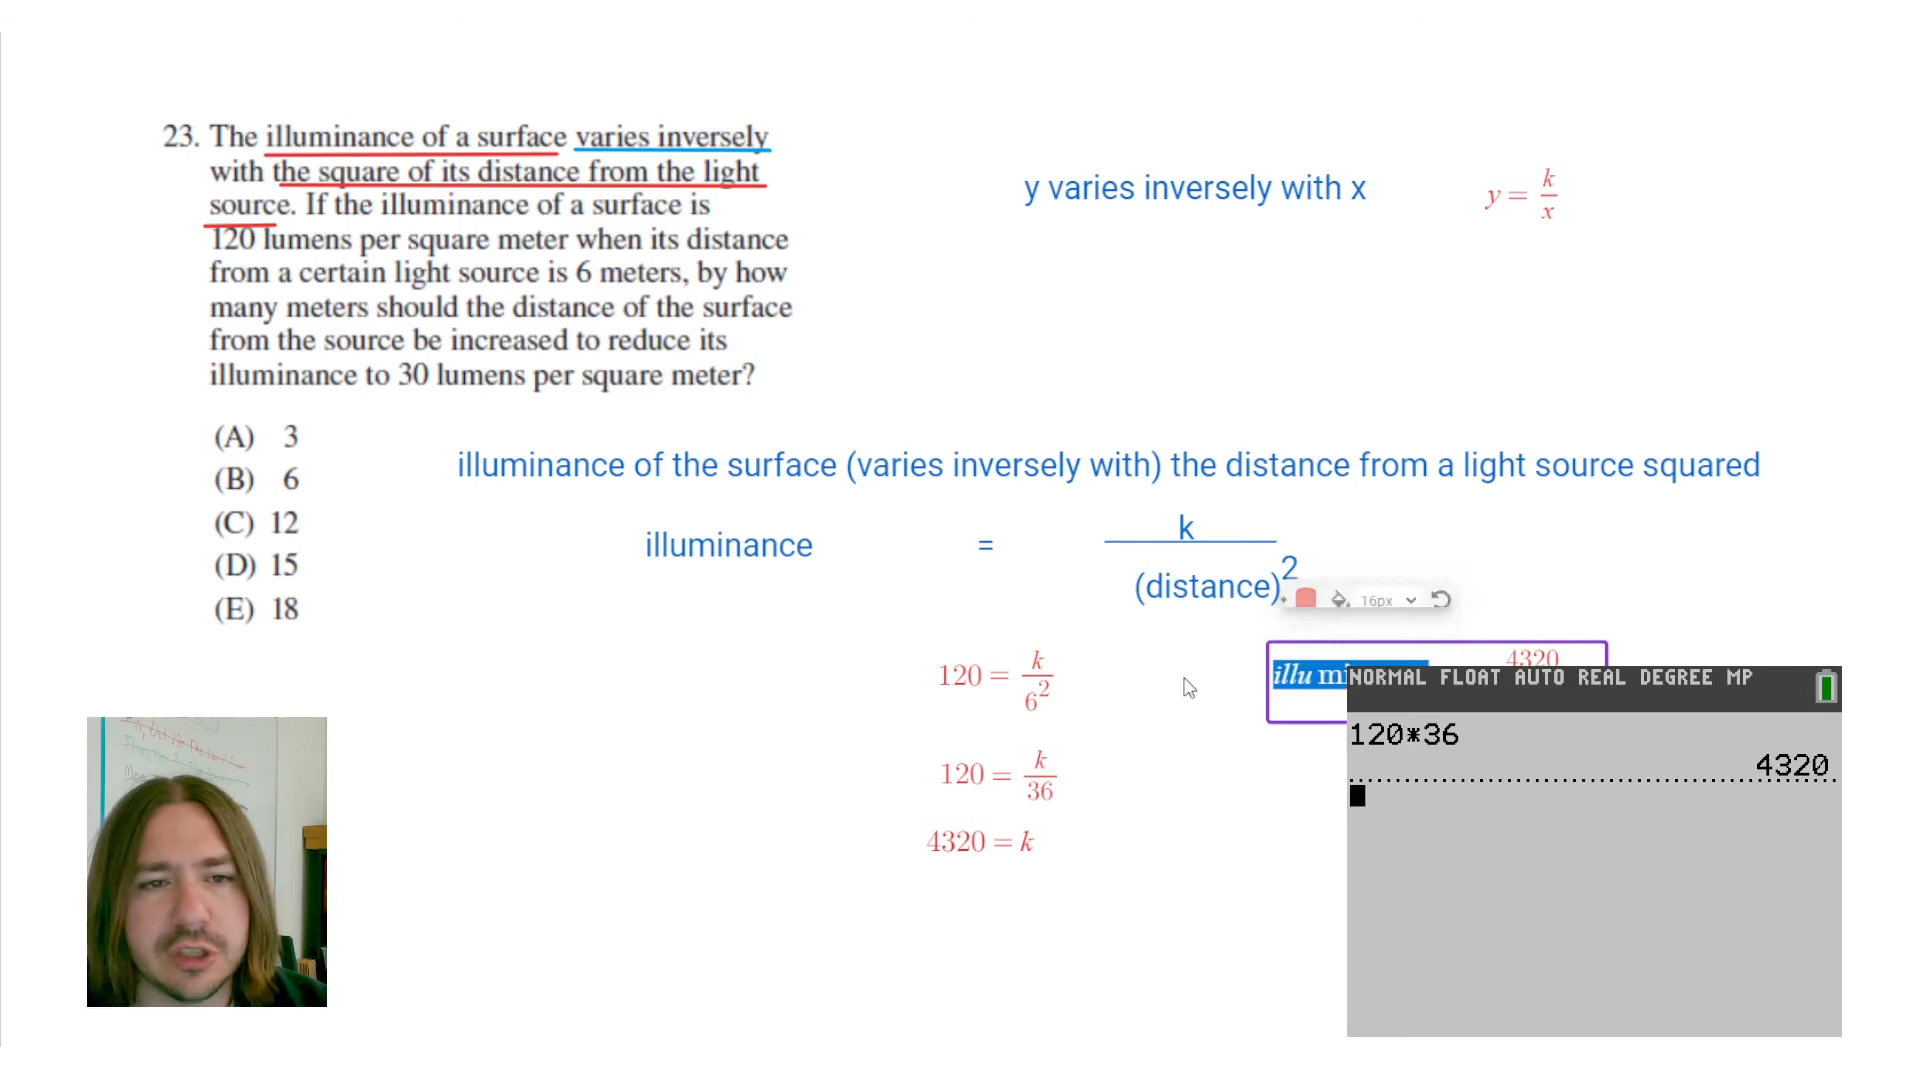 23. The illuminance of a surface varies inversely
with the square of its distance from the light
source. If the illuminance of a surface is
120 lumens per square meter when its distance
from a certain light source is 6 meters, by how
many meters should the distance of the surface
from the source be increased to reduce its
illuminance to 30 lumens per square meter?
(A) 3
(B) 6
(C) 12
(D) 15
(E) 18
y varies inversely with x
y = k/x
illuminance of the surface (varies inversely with) the distance from a light source squared
illuminance = k/(distance)²
16px
120 = k/6²
120 = k/36
4320 = k
illu mi
4320
NORMAL FLOAT AUTO REAL DEGREE MP
120*36
4320